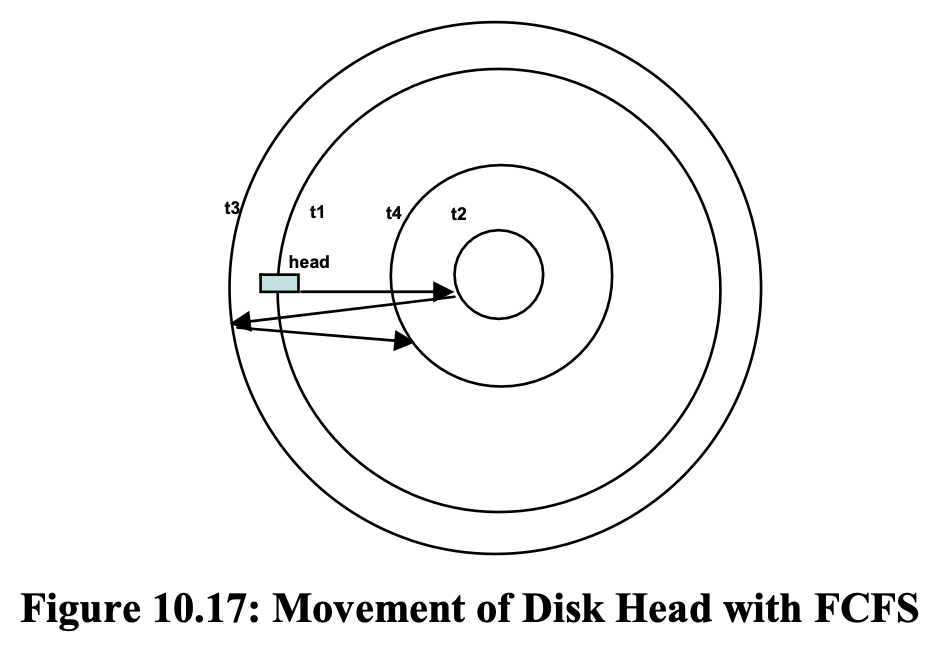 t3 t1 t4 t2
head
Figure 10.17: Movement of Disk Head with FCFS